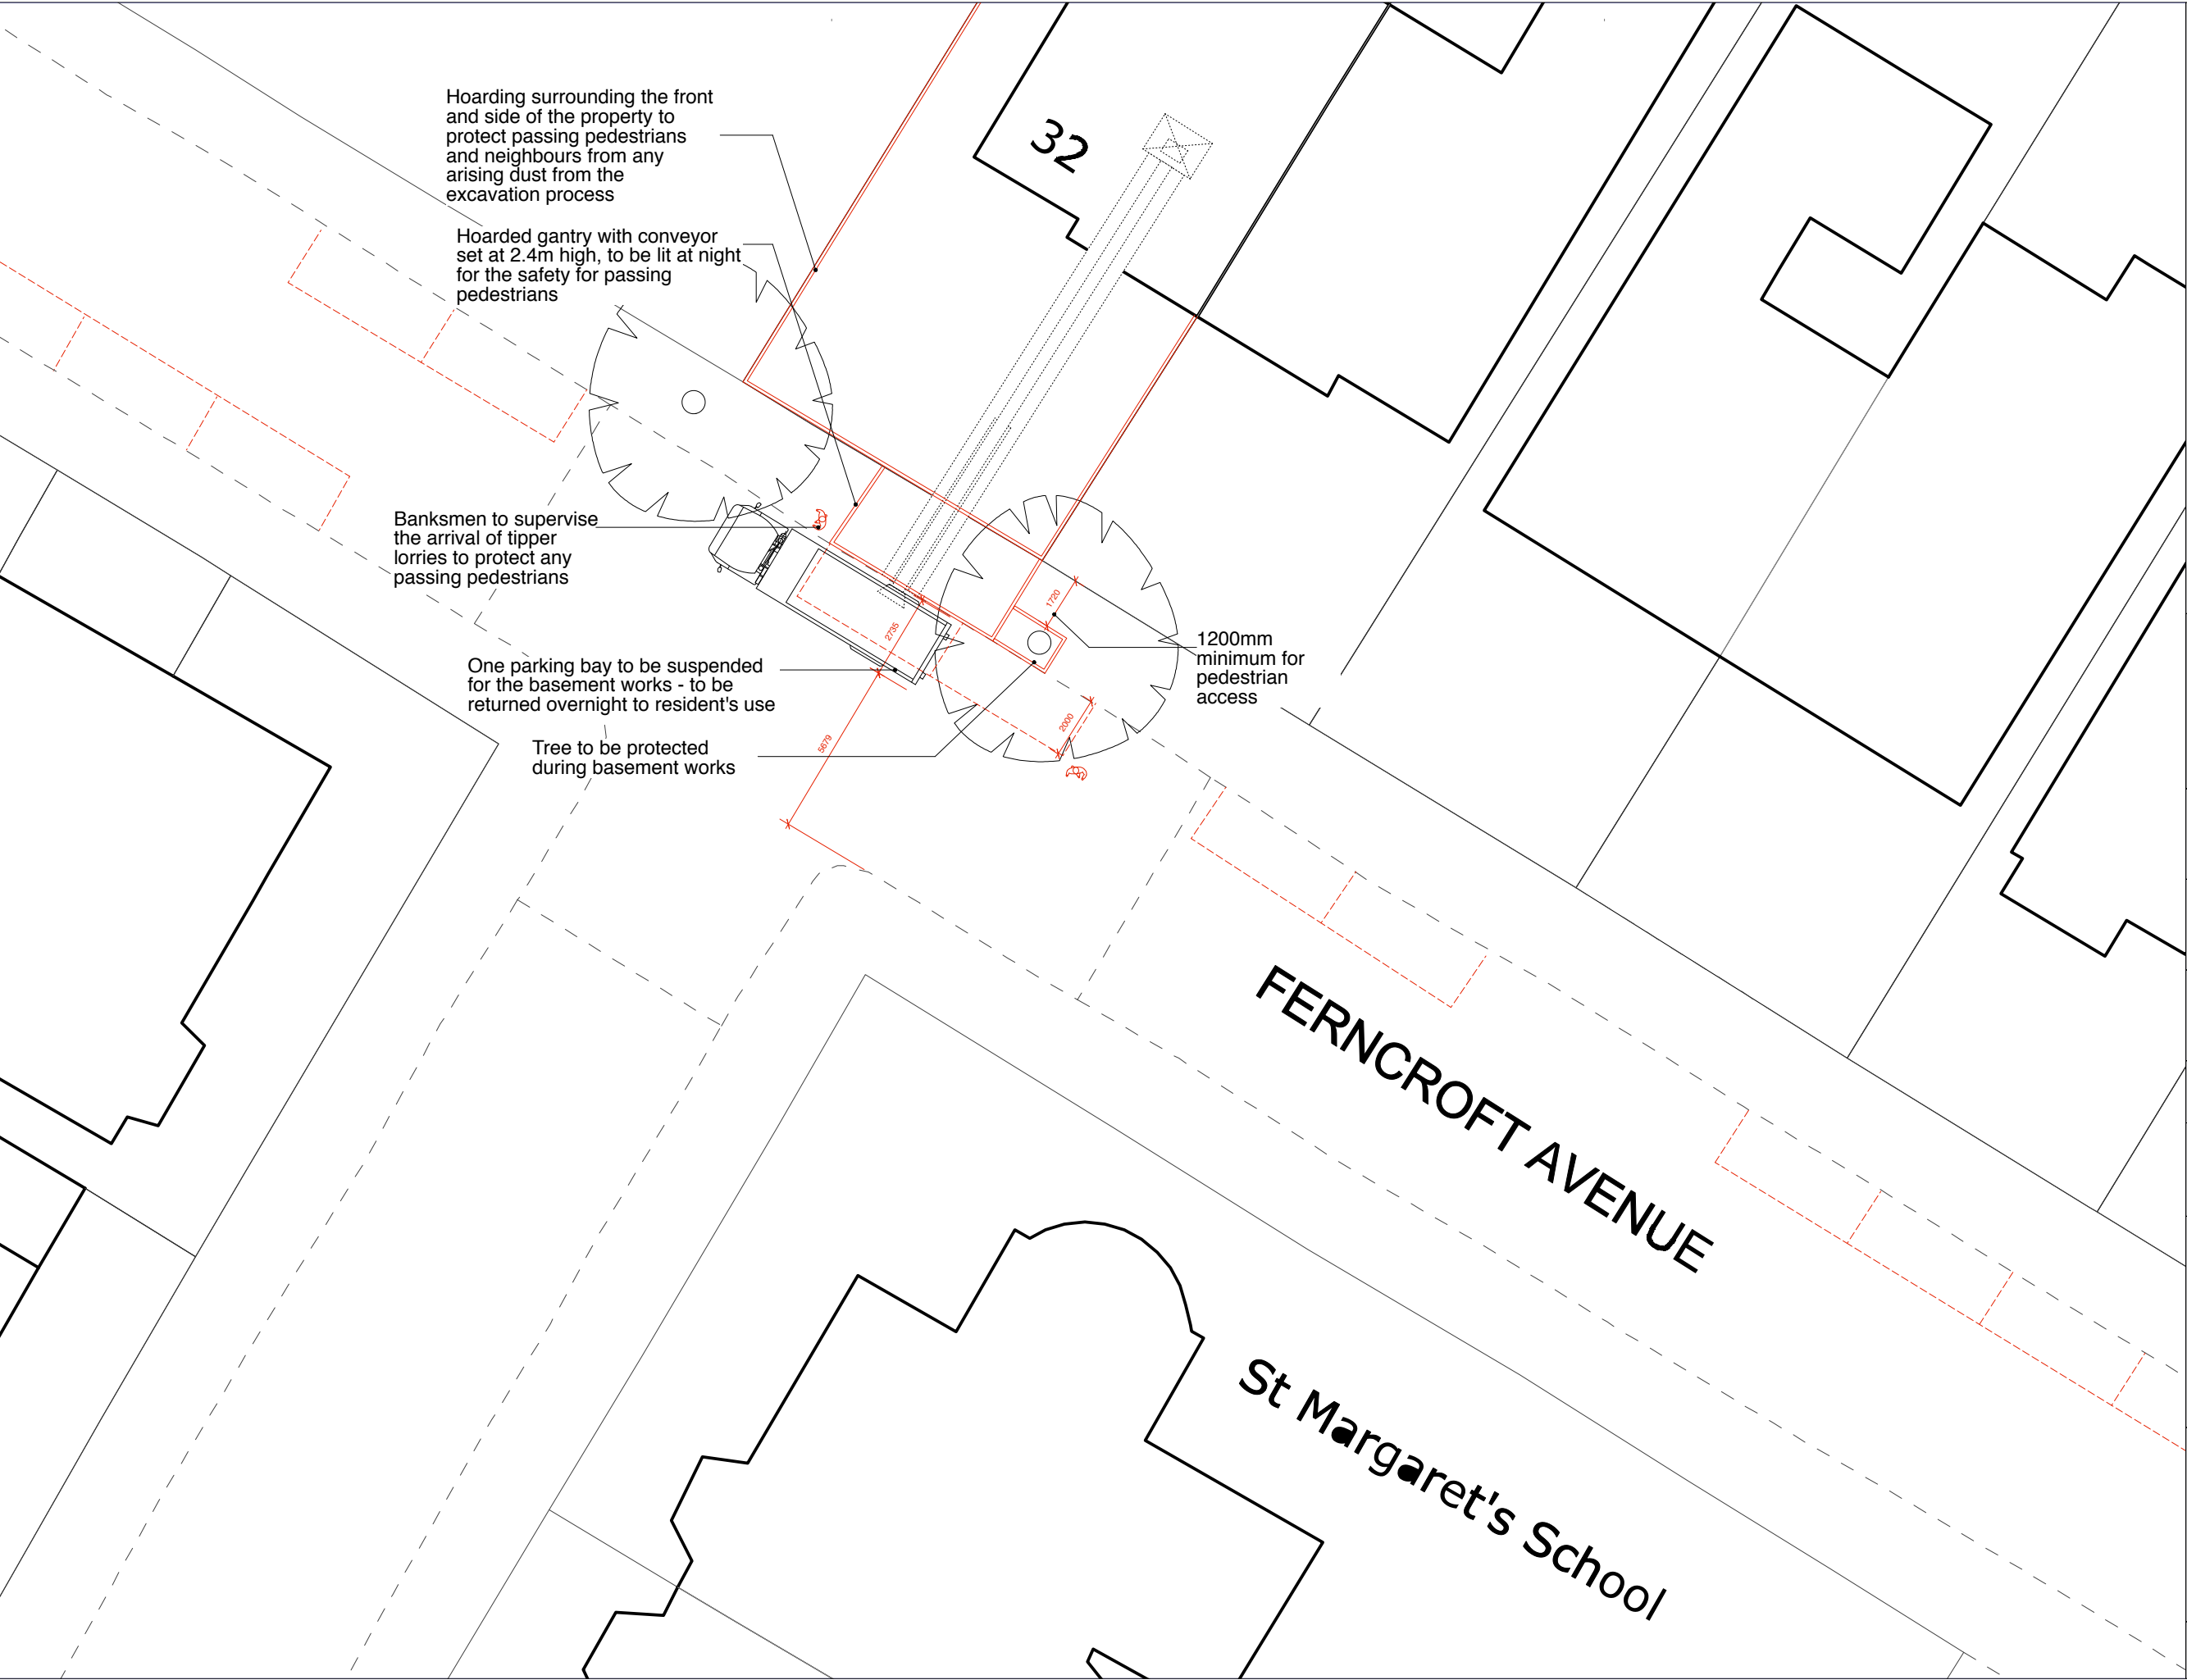 Hoarding surrounding the front
and side of the property to
protect passing pedestrians
and neighbours from any
arising dust from the
excavation process
32
Hoarded gantry with conveyor
set at 2.4m high, to be lit at night
for the safety for passing
pedestrians
Banksmen to supervise
the arrival of tipper
lorries to protect any
passing pedestrians
1720
2735
1200mm
minimum for
pedestrian
access
One parking bay to be suspended
for the basement works - to be
returned overnight to resident's use
2000
5679
Tree to be protected
during basement works
FERNCROFT AVENUE
St Margaret's School